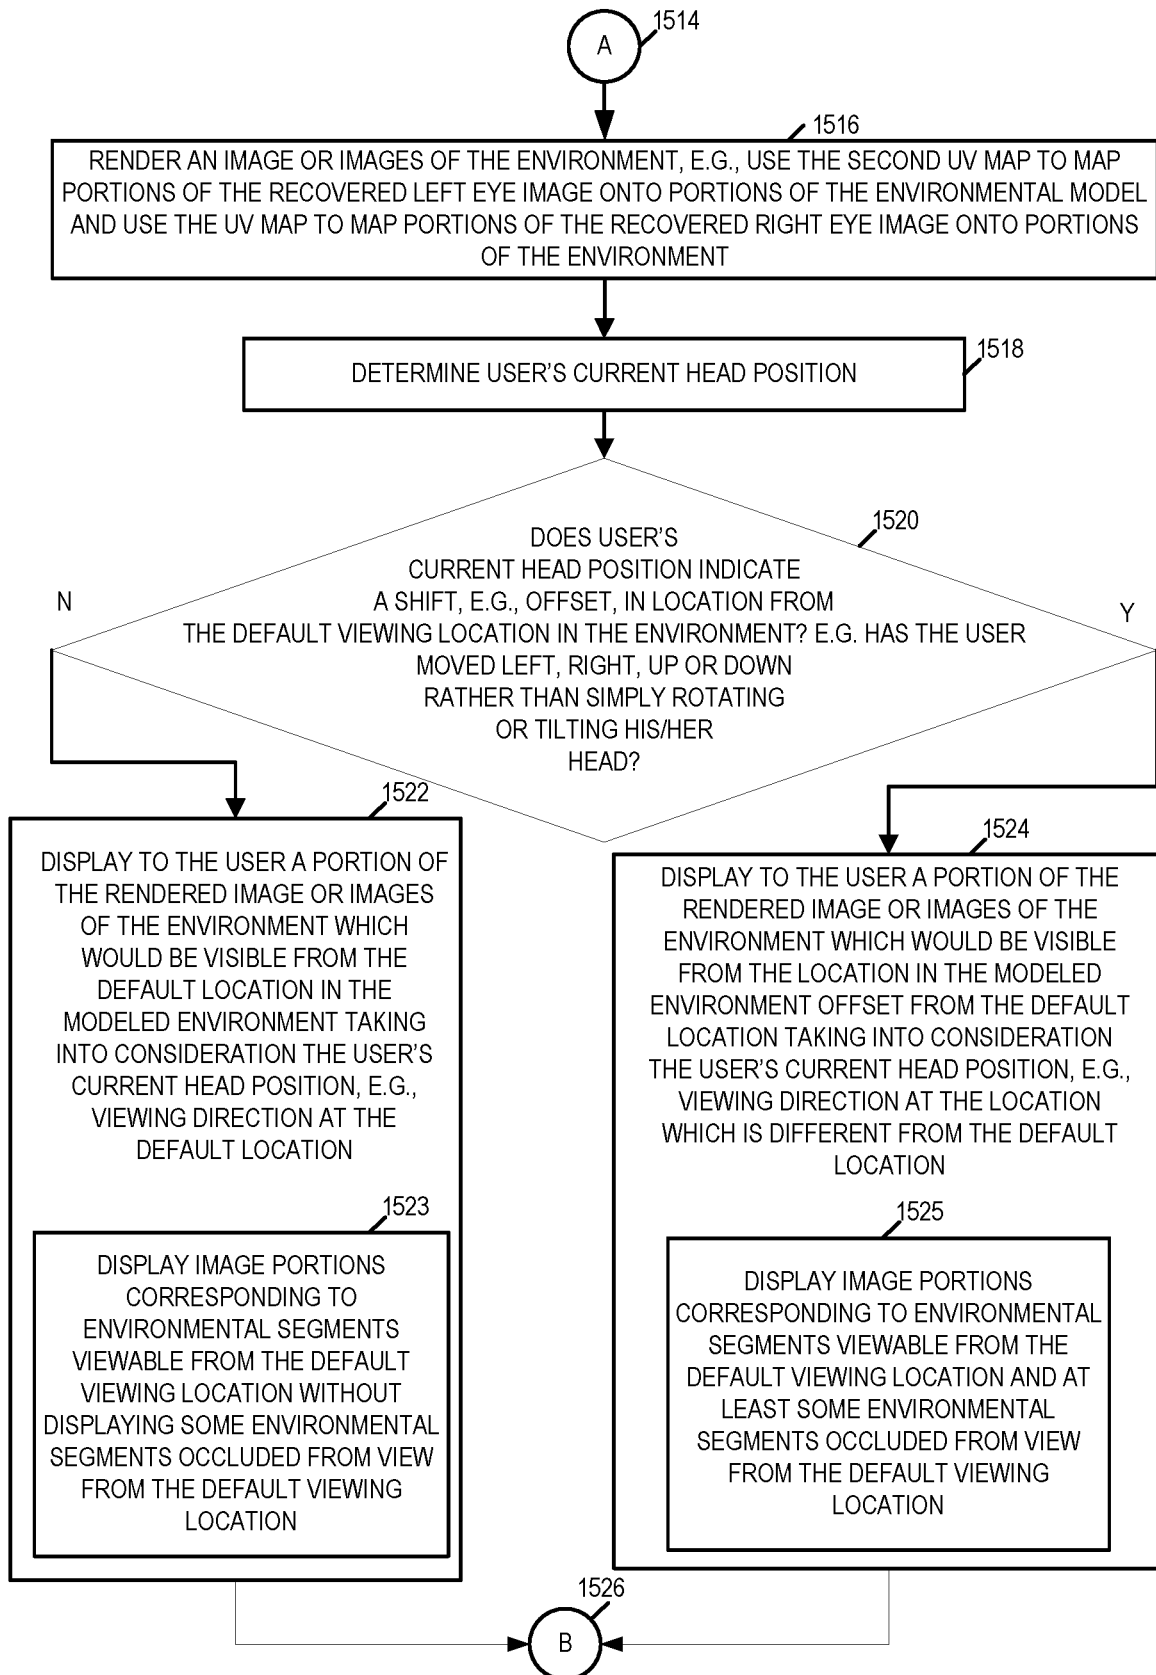 1514
A
1516
RENDER AN IMAGE OR IMAGES OF THE ENVIRONMENT, E.G., USE THE SECOND UV MAP TO MAP
PORTIONS OF THE RECOVERED LEFT EYE IMAGE ONTO PORTIONS OF THE ENVIRONMENTAL MODEL
AND USE THE UV MAP TO MAP PORTIONS OF THE RECOVERED RIGHT EYE IMAGE ONTO PORTIONS
OF THE ENVIRONMENT
1518
DETERMINE USER'S CURRENT HEAD POSITION
1520
DOES USER'S
CURRENT HEAD POSITION INDICATE
A SHIFT, E.G., OFFSET, IN LOCATION FROM
THE DEFAULT VIEWING LOCATION IN THE ENVIRONMENT? E.G. HAS THE USER
MOVED LEFT, RIGHT, UP OR DOWN
RATHER THAN SIMPLY ROTATING
OR TILTING HIS/HER
HEAD?
N
Y
1522
DISPLAY TO THE USER A PORTION OF
THE RENDERED IMAGE OR IMAGES
OF THE ENVIRONMENT WHICH
WOULD BE VISIBLE FROM THE
DEFAULT LOCATION IN THE
MODELED ENVIRONMENT TAKING
INTO CONSIDERATION THE USER'S
CURRENT HEAD POSITION, E.G.,
VIEWING DIRECTION AT THE
DEFAULT LOCATION
1523
DISPLAY IMAGE PORTIONS
CORRESPONDING TO
ENVIRONMENTAL SEGMENTS
VIEWABLE FROM THE DEFAULT
VIEWING LOCATION WITHOUT
DISPLAYING SOME ENVIRONMENTAL
SEGMENTS OCCLUDED FROM VIEW
FROM THE DEFAULT VIEWING
LOCATION
1524
DISPLAY TO THE USER A PORTION OF THE
RENDERED IMAGE OR IMAGES OF THE
ENVIRONMENT WHICH WOULD BE VISIBLE
FROM THE LOCATION IN THE MODELED
ENVIRONMENT OFFSET FROM THE DEFAULT
LOCATION TAKING INTO CONSIDERATION
THE USER'S CURRENT HEAD POSITION, E.G.,
VIEWING DIRECTION AT THE LOCATION
WHICH IS DIFFERENT FROM THE DEFAULT
LOCATION
1525
DISPLAY IMAGE PORTIONS
CORRESPONDING TO ENVIRONMENTAL
SEGMENTS VIEWABLE FROM THE
DEFAULT VIEWING LOCATION AND AT
LEAST SOME ENVIRONMENTAL
SEGMENTS OCCLUDED FROM VIEW
FROM THE DEFAULT VIEWING
LOCATION
1526
B